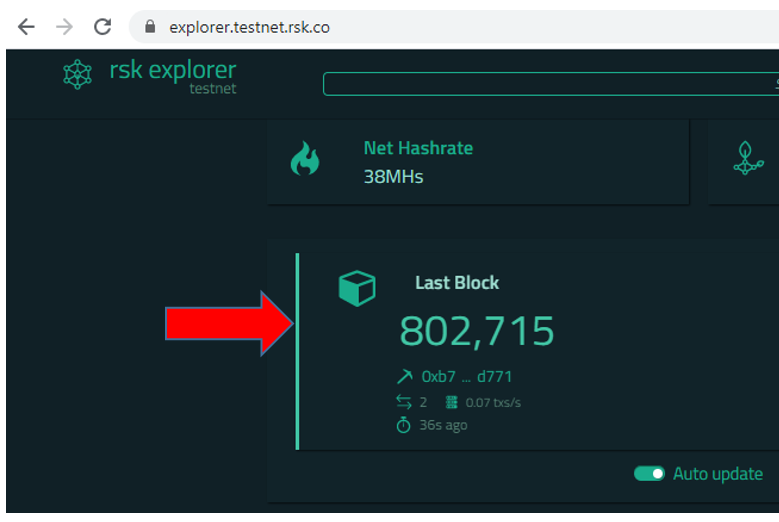 explorer.testnet.rsk.co
rsk explorer
testnet
Net Hashrate
38MHs
Last Block
802,715
0xb7 ... d771
2 0.07 txs/s
36s ago
Auto update